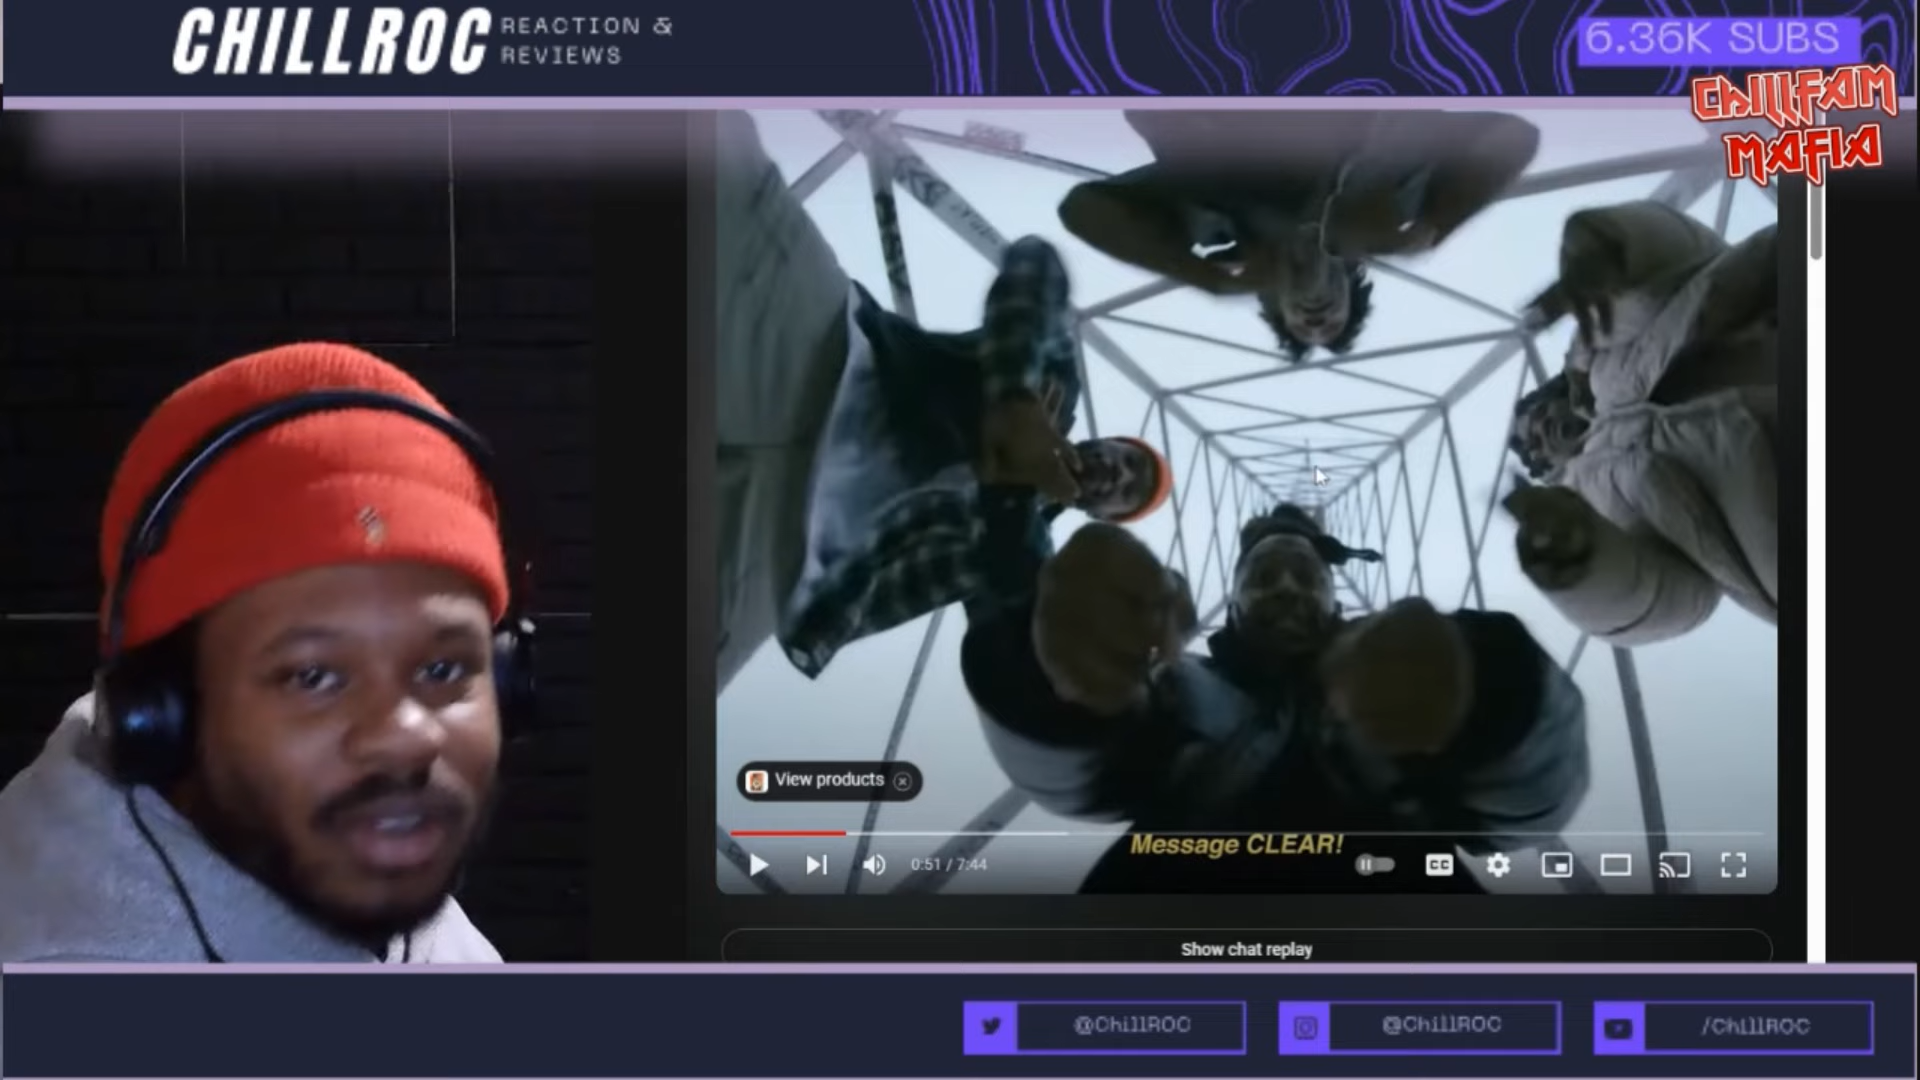 CHILLROC
REACTION &
REVIEWS
6.36K SUBS
CHILLFAM
MAFIA
View products
Message CLEAR!
0:51 / 7:44
CC
Show chat replay
@ChillROC
@ChillROC
/ChillROC